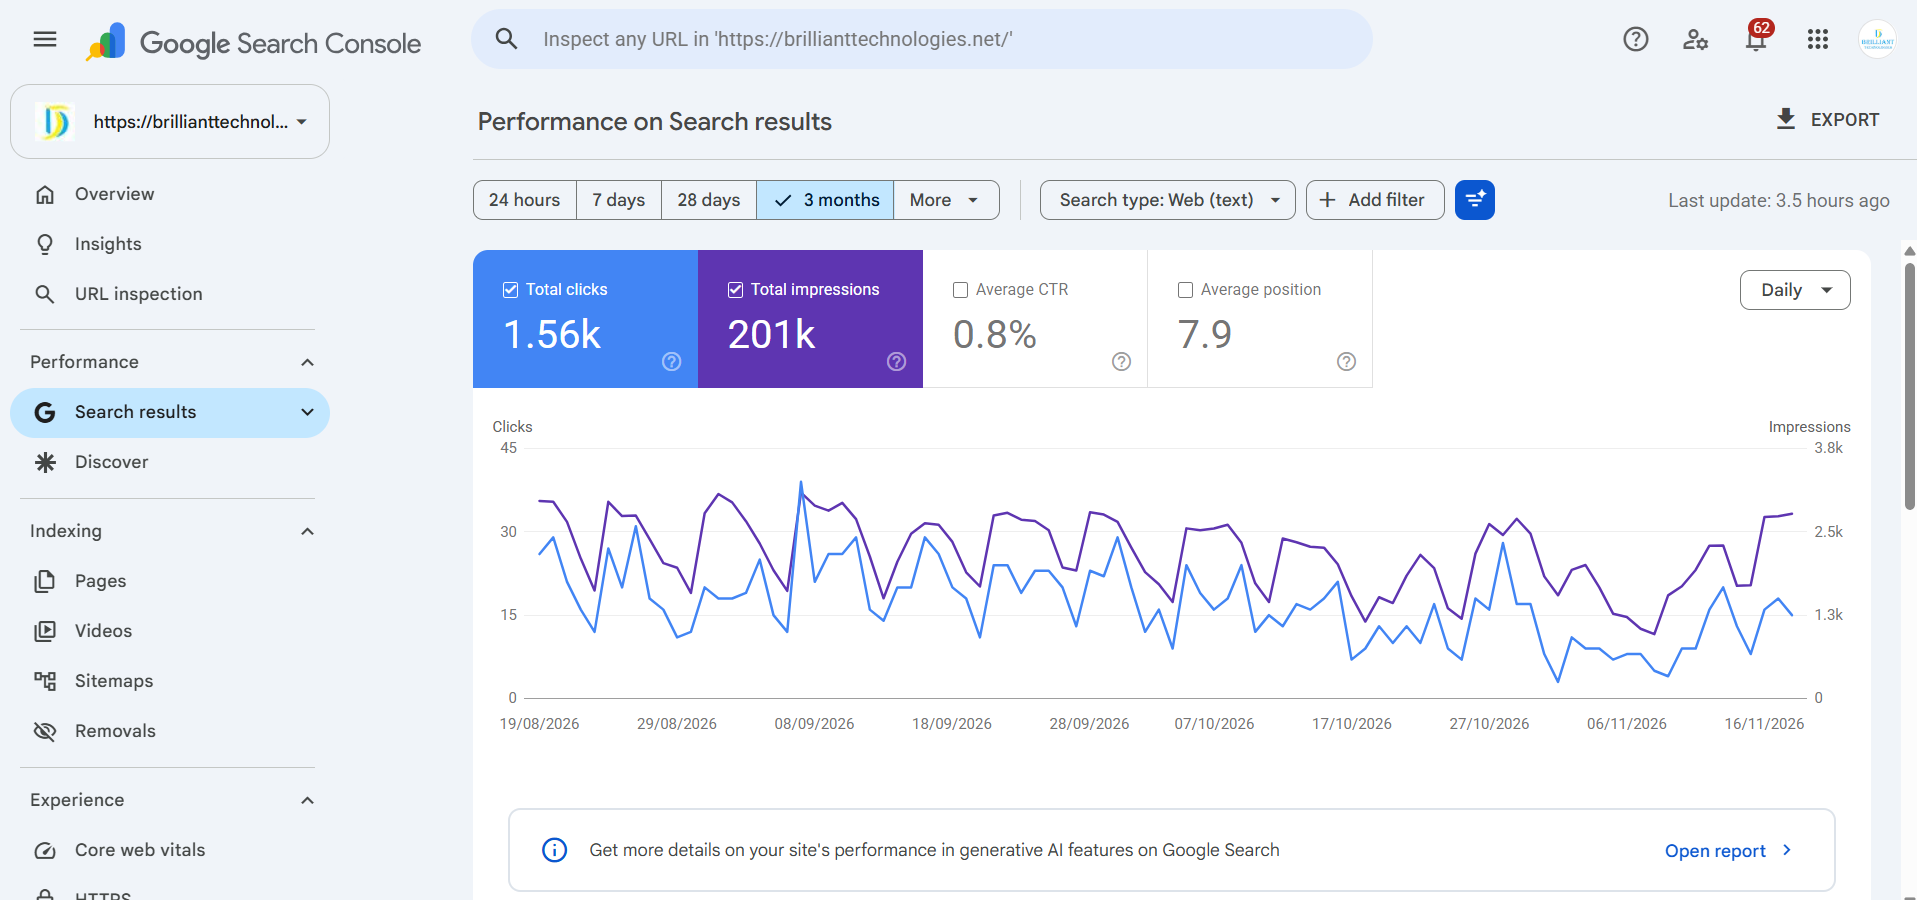 Google Search Console
Inspect any URL in 'https://brillianttechnologies.net/'
62
BRILLIANT
https://brillianttechnol...
Performance on Search results
EXPORT
24 hours
7 days
28 days
3 months
More
Search type: Web (text)
Add filter
Last update: 3.5 hours ago
Overview
Insights
URL inspection
Performance
Search results
Discover
Indexing
Pages
Videos
Sitemaps
Removals
Experience
Core web vitals
HTTPS
Total clicks
1.56k
Total impressions
201k
Average CTR
0.8%
Average position
7.9
Daily
Clicks
Impressions
45
3.8k
30
2.5k
15
1.3k
0
0
19/08/2026
29/08/2026
08/09/2026
18/09/2026
28/09/2026
07/10/2026
17/10/2026
27/10/2026
06/11/2026
16/11/2026
Get more details on your site's performance in generative AI features on Google Search
Open report